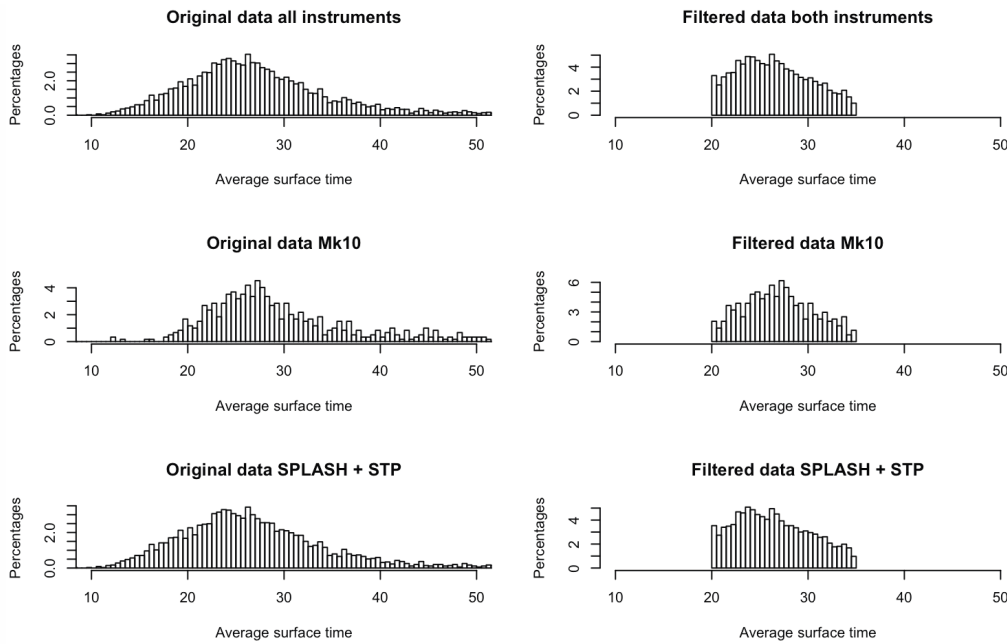 Original data all instruments
Percentages
0.0 2.0
10 20 30 40 50
Average surface time
Filtered data both instruments
Percentages
0 2 4
10 20 30 40 50
Average surface time
Original data Mk10
Percentages
0 2 4
10 20 30 40 50
Average surface time
Filtered data Mk10
Percentages
0 3 6
10 20 30 40 50
Average surface time
Original data SPLASH + STP
Percentages
0.0 2.0
10 20 30 40 50
Average surface time
Filtered data SPLASH + STP
Percentages
0 2 4
10 20 30 40 50
Average surface time